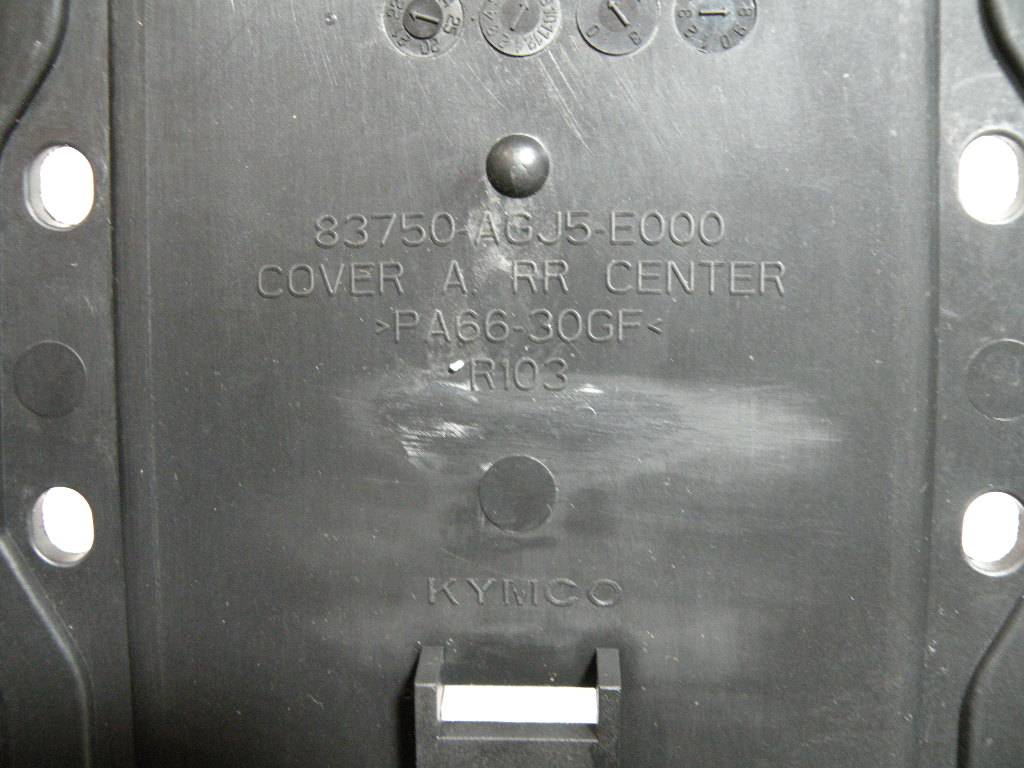 83750-AGJ5-E000
COVER A. RR CENTER
>PA66-30GF<
R103
KYMCO